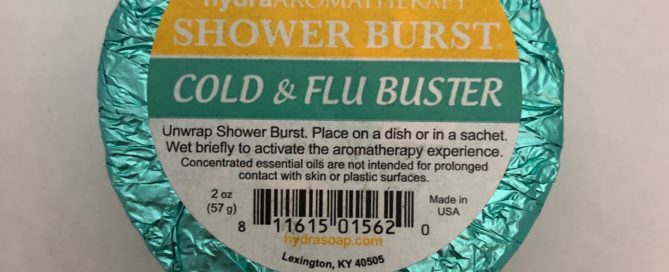 hydraAROMATHERAPY
SHOWER BURST
COLD & FLU BUSTER
Unwrap Shower Burst. Place on a dish or in a sachet.
Wet briefly to activate the aromatherapy experience.
Concentrated essential oils are not intended for prolonged
contact with skin or plastic surfaces.
2 oz
(57 g)
Made in
USA
8 11615 01562 0
hydrasoap.com
Lexington, KY 40505